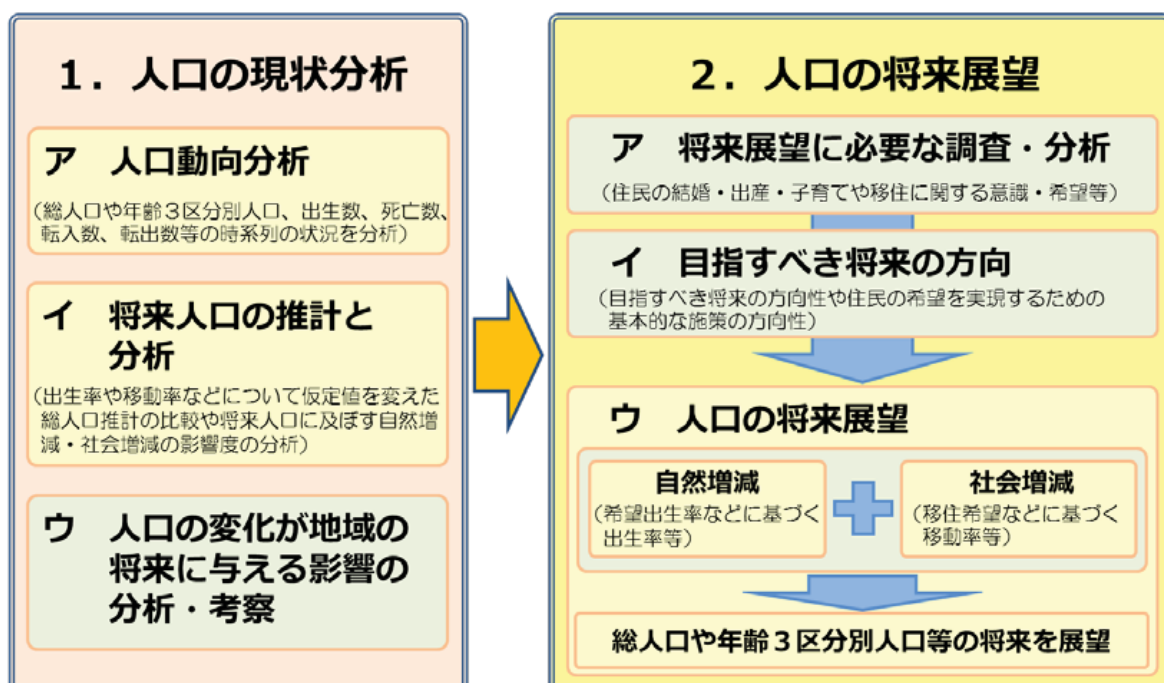 1．人口の現状分析
ア　人口動向分析
（総人口や年齢３区分別人口、出生数、死亡数、
転入数、転出数等の時系列の状況を分析）
イ　将来人口の推計と
分析
（出生率や移動率などについて仮定値を変えた
総人口推計の比較や将来人口に及ぼす自然増
減・社会増減の影響度の分析）
ウ　人口の変化が地域の
将来に与える影響の
分析・考察
2．人口の将来展望
ア　将来展望に必要な調査・分析
（住民の結婚・出産・子育てや移住に関する意識・希望等）
イ　目指すべき将来の方向
（目指すべき将来の方向性や住民の希望を実現するための
基本的な施策の方向性）
ウ　人口の将来展望
自然増減
（希望出生率などに基づく
出生率等）
社会増減
（移住希望などに基づく
移動率等）
総人口や年齢３区分別人口等の将来を展望